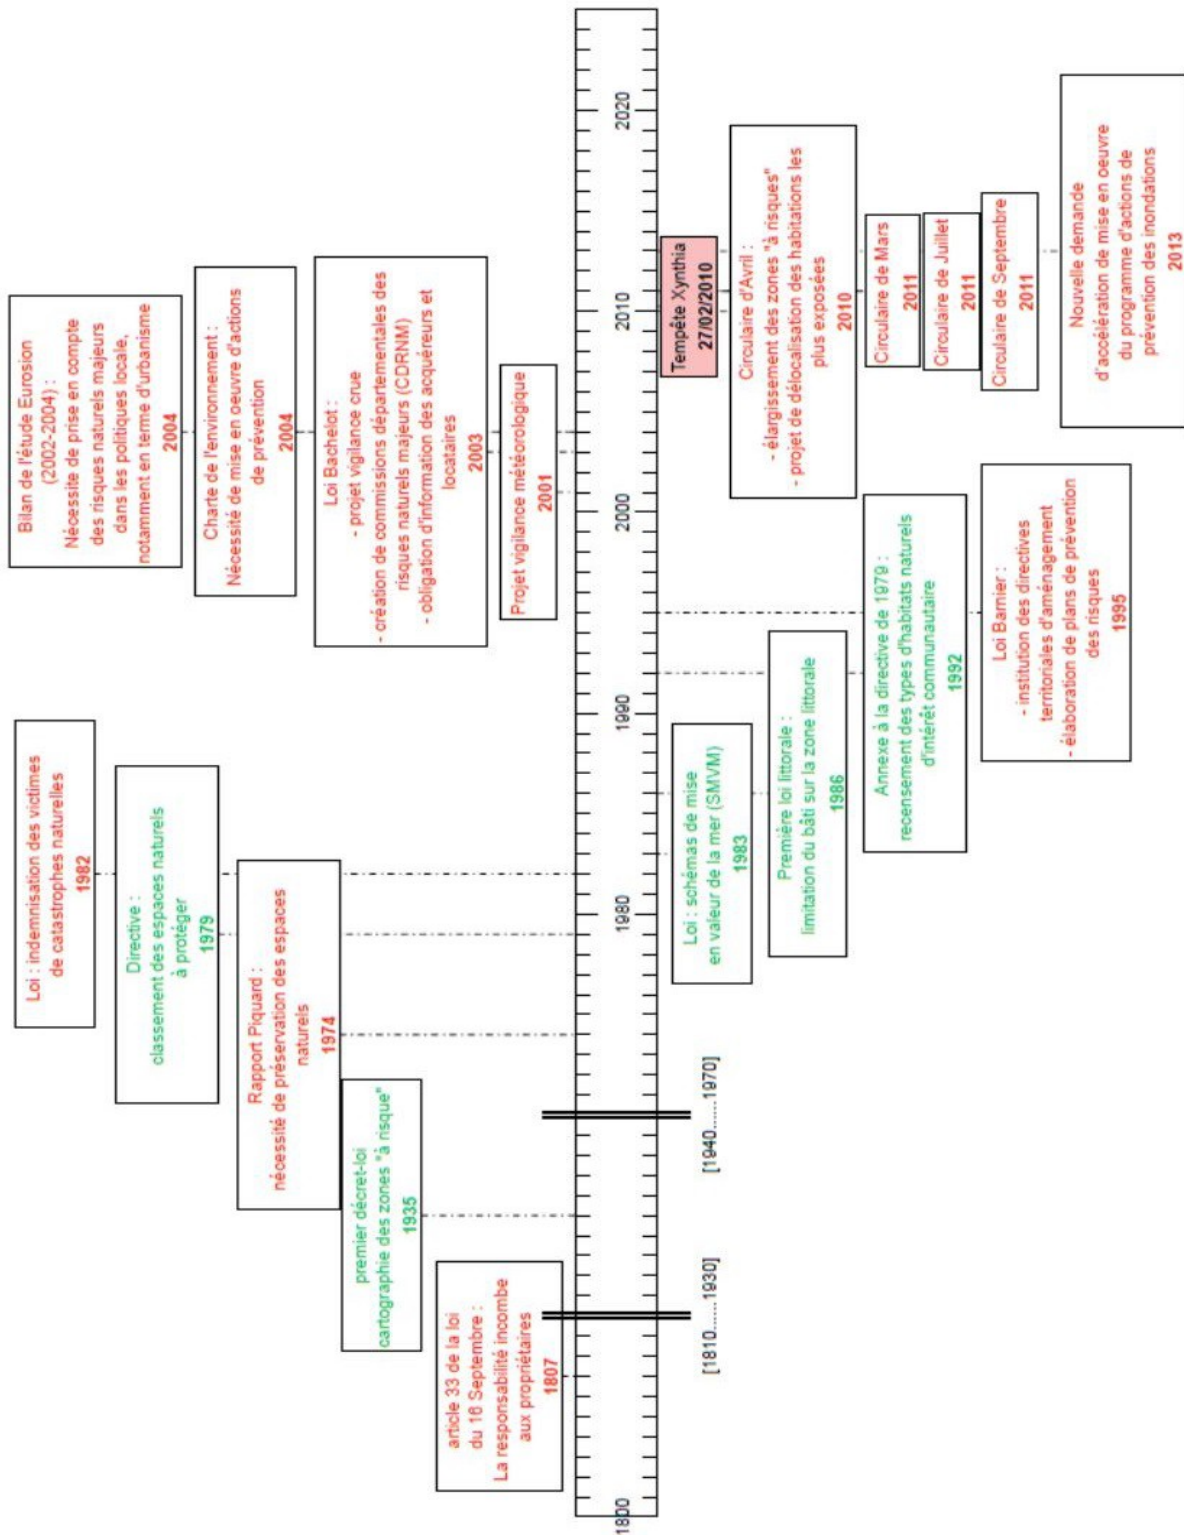 Loi : indemnisation des victimes
de catastrophes naturelles
1982
Directive :
classement des espaces naturels
à protéger
1979
Rapport Piquard :
nécessité de préservation des espaces
naturels
1974
premier décret-loi
cartographie des zones "à risque"
1935
article 33 de la loi
du 16 Septembre :
La responsabilité incombe
aux propriétaires
1807
Bilan de l'étude Eurosion
(2002-2004) :
Nécessite de prise en compte
des risques naturels majeurs
dans les politiques locale,
notamment en terme d'urbanisme
2004
Charte de l'environnement :
Nécessité de mise en oeuvre d'actions
de prévention
2004
Loi Bachelot :
- projet vigilance crue
- création de commissions départementales des
risques naturels majeurs (CDRNM)
- obligation d'information des acquéreurs et
locataires
2003
Projet vigilance météorologique
2001
1800
1980
1990
2000
2010
2020
[1810......1930]
[1940......1970]
Loi : schémas de mise
en valeur de la mer (SMVM)
1983
Première loi littorale :
limitation du bâti sur la zone littorale
1986
Annexe à la directive de 1979 :
recensement des types d'habitats naturels
d'intérêt communautaire
1992
Loi Barnier :
- institution des directives
territoriales d'aménagement
- élaboration de plans de prévention
des risques
1995
Tempête Xynthia
27/02/2010
Circulaire d'Avril :
- élargissement des zones "à risques"
- projet de délocalisation des habitations les
plus exposées
2010
Circulaire de Mars
2011
Circulaire de Juillet
2011
Circulaire de Septembre
2011
Nouvelle demande
d'accélération de mise en oeuvre
du programme d'actions de
prévention des inondations
2013